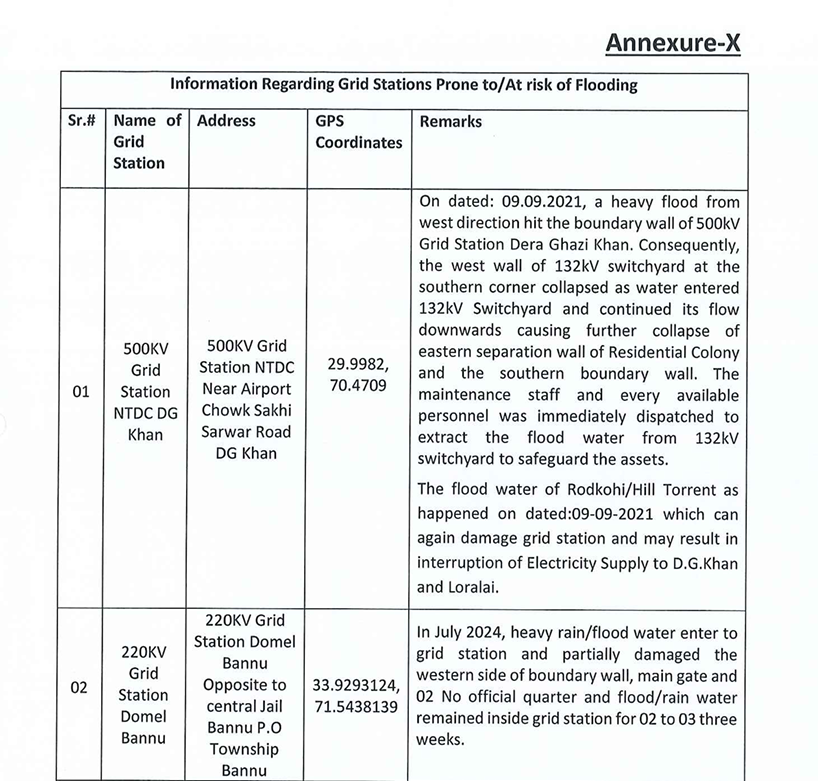 Annexure-X
Information Regarding Grid Stations Prone to/At risk of Flooding
Sr.#
Name of
Grid
Station
Address
GPS
Coordinates
Remarks
01
500KV
Grid
Station
NTDC DG
Khan
500KV Grid
Station NTDC
Near Airport
Chowk Sakhi
Sarwar Road
DG Khan
29.9982,
70.4709
On dated: 09.09.2021, a heavy flood from
west direction hit the boundary wall of 500kV
Grid Station Dera Ghazi Khan. Consequently,
the west wall of 132kV switchyard at the
southern corner collapsed as water entered
132kV Switchyard and continued its flow
downwards causing further collapse of
eastern separation wall of Residential Colony
and the southern boundary wall. The
maintenance staff and every available
personnel was immediately dispatched to
extract the flood water from 132kV
switchyard to safeguard the assets.
The flood water of Rodkohi/Hill Torrent as
happened on dated:09-09-2021 which can
again damage grid station and may result in
interruption of Electricity Supply to D.G.Khan
and Loralai.
02
220KV
Grid
Station
Domel
Bannu
220KV Grid
Station Domel
Bannu
Opposite to
central Jail
Bannu P.O
Township
Bannu
33.9293124,
71.5438139
In July 2024, heavy rain/flood water enter to
grid station and partially damaged the
western side of boundary wall, main gate and
02 No official quarter and flood/rain water
remained inside grid station for 02 to 03 three
weeks.